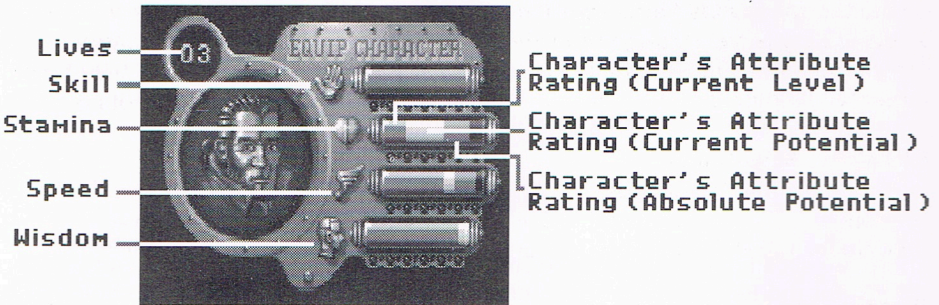 Lives
03
EQUIP CHARACTER
Skill
Stamina
Speed
Wisdom
Character's Attribute
Rating (Current Level)
Character's Attribute
Rating (Current Potential)
Character's Attribute
Rating (Absolute Potential)